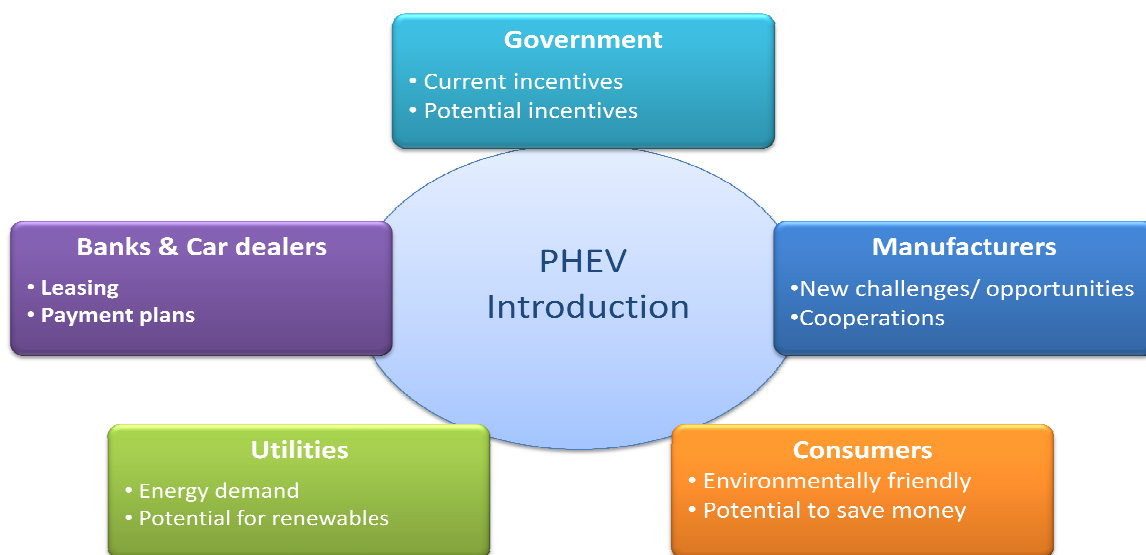 Government
• Current incentives
• Potential incentives
Banks & Car dealers
• Leasing
• Payment plans
PHEV
Introduction
Manufacturers
•New challenges/ opportunities
•Cooperations
Utilities
• Energy demand
• Potential for renewables
Consumers
• Environmentally friendly
• Potential to save money